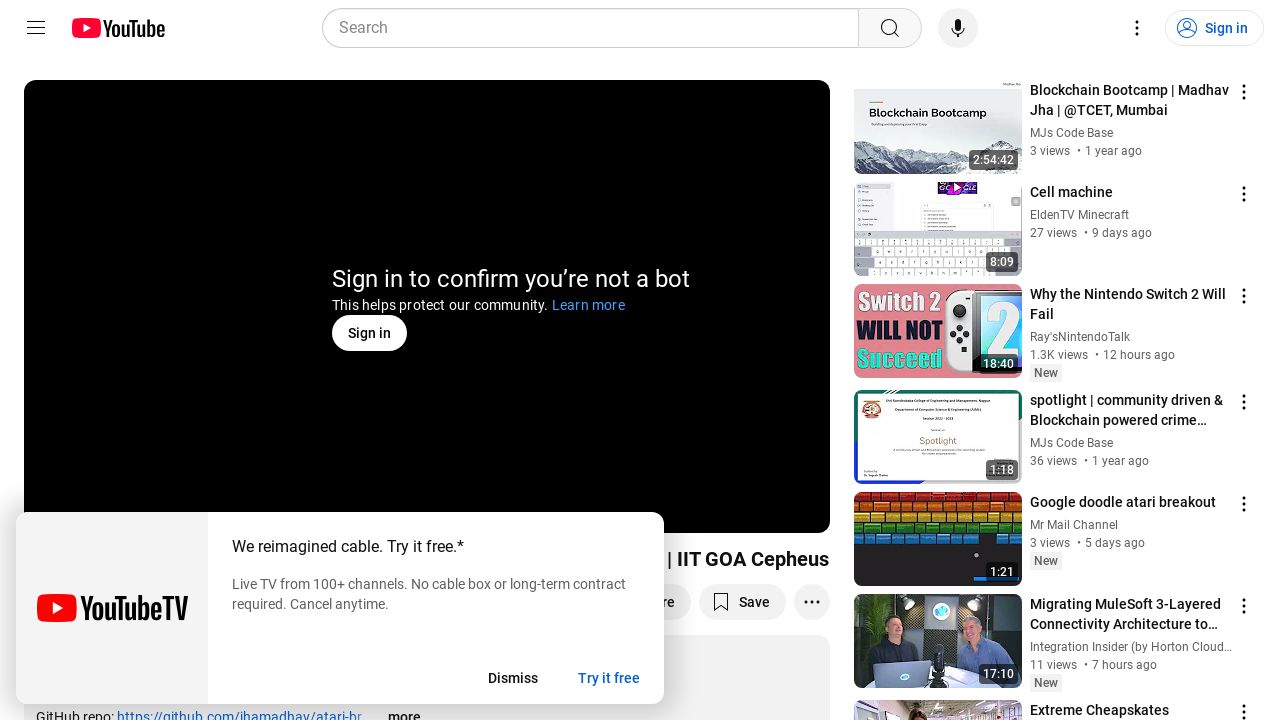 YouTube
Search
Sign in
Sign in to confirm you’re not a bot
This helps protect our community. Learn more
Sign in
| IIT GOA Cepheus
Save
GitHub repo: https://github.com/jhamadhav/atari-br...
...more
We reimagined cable. Try it free.*
Live TV from 100+ channels. No cable box or long-term contract
required. Cancel anytime.
YouTubeTV
Dismiss
Try it free
Blockchain Bootcamp
2:54:42
Blockchain Bootcamp | Madhav
Jha | @TCET, Mumbai
MJs Code Base
3 views • 1 year ago
8:09
Cell machine
EldenTV Minecraft
27 views • 9 days ago
Switch 2
WILL NOT
Succeed
2
18:40
Why the Nintendo Switch 2 Will
Fail
Ray'sNintendoTalk
1.3K views • 12 hours ago
New
Spotlight
1:18
spotlight | community driven &
Blockchain powered crime...
MJs Code Base
36 views • 1 year ago
1:21
Google doodle atari breakout
Mr Mail Channel
3 views • 5 days ago
New
17:10
Migrating MuleSoft 3-Layered
Connectivity Architecture to...
Integration Insider (by Horton Cloud...
11 views • 7 hours ago
New
Extreme Cheapskates